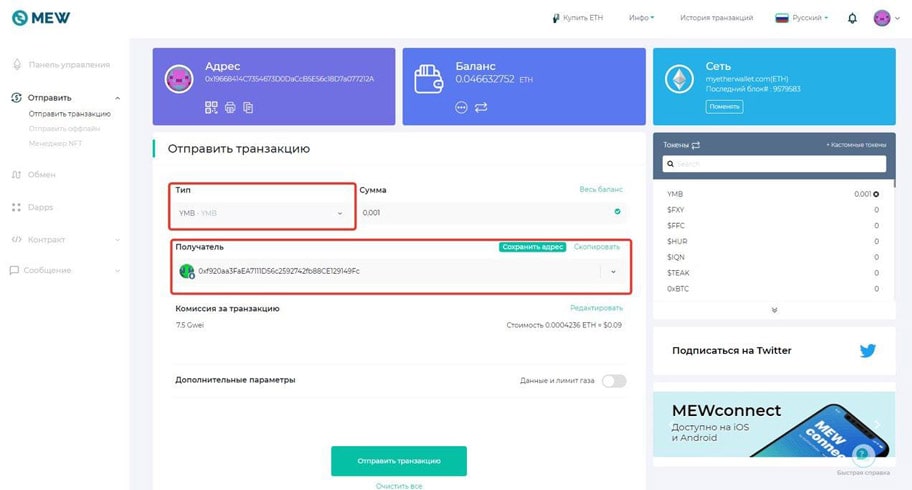 MEW
Купить ETH
Инфо
История транзакций
Русский
Панель управления
Отправить
Отправить транзакцию
Отправить оффлайн
Менеджер NFT
Обмен
Dapps
Контракт
Сообщение
Адрес
0x19668414C7354673D0DaCcB5E56c18D7a077212A
Баланс
0.046632752 ETH
Сеть
myetherwallet.com(ETH)
Последний блок# : 9579583
Поменять
Отправить транзакцию
Тип
YMB - YMB
Сумма
Весь баланс
0,001
Получатель
Сохранить адрес
Скопировать
0xf920aa3FaEA7111D56c2592742fb88CE129149Fc
Комиссия за транзакцию
Редактировать
7.5 Gwei
Стоимость 0.0004236 ETH = $0.09
Дополнительные параметры
Данные и лимит газа
Отправить транзакцию
Очистить все
Токены
+ Кастомные токены
Search
YMB 0.001
$FXY 0
$FFC 0
$HUR 0
$IQN 0
$TEAK 0
0xBTC 0
Подписаться на Twitter
MEWconnect
Доступно на iOS
и Android
MEW
connect
Быстрая справка